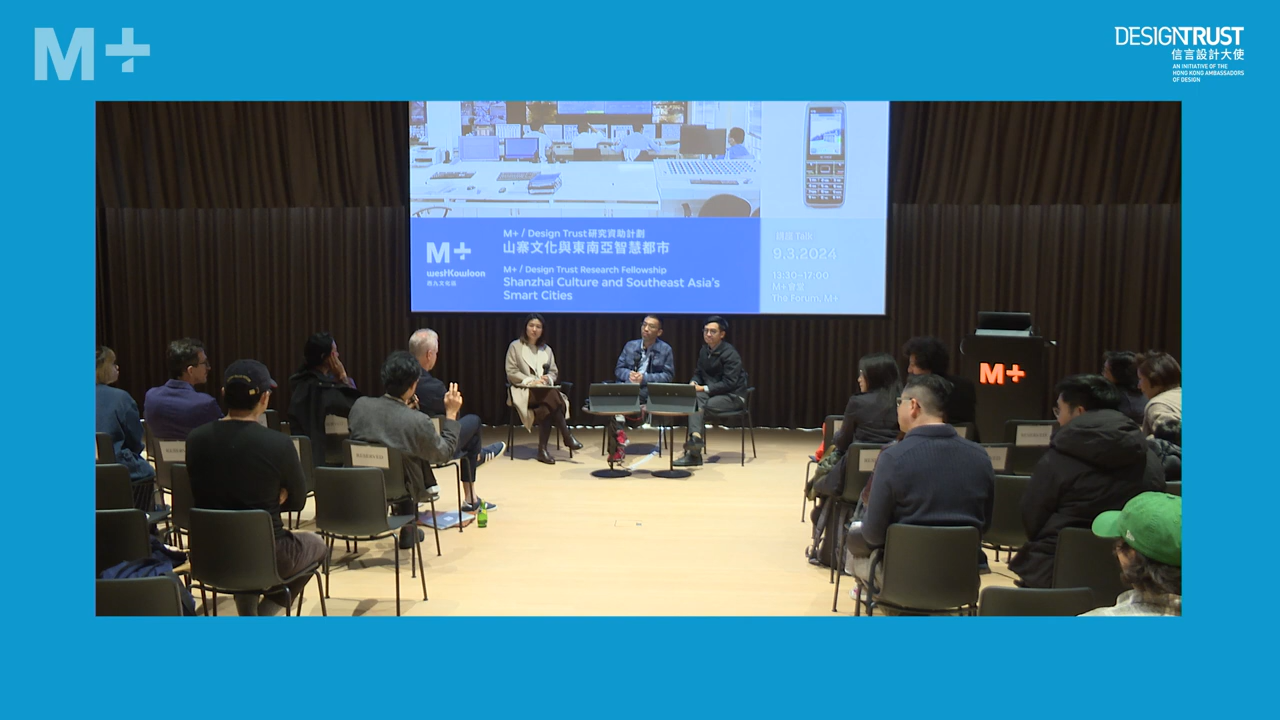 M+
DESIGNTRUST
信言設計大使
AN INITIATIVE OF THE
HONG KONG AMBASSADORS
OF DESIGN
M+
westKowloon
西九文化區
M+ / Design Trust研究資助計劃
山寨文化與東南亞智慧都市
M+ / Design Trust Research Fellowship
Shanzhai Culture and Southeast Asia's
Smart Cities
講座 Talk
9.3.2024
13:30–17:00
M+會堂
The Forum, M+
M+